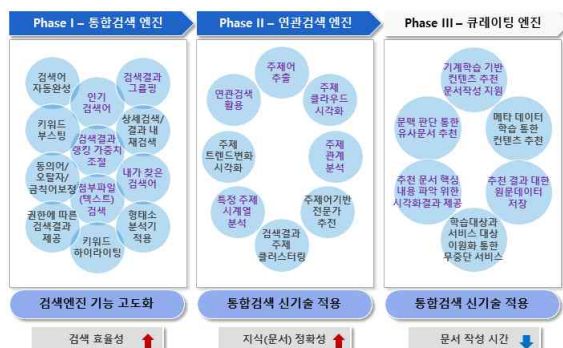 Phase I – 통합검색 엔진
검색어
자동완성
인기
검색어
검색결과
그룹핑
키워드
부스팅
상세검색/
결과 내
재검색
검색결과
랭킹 가중치
조절
동의어/
오탈자/
금칙어보정
내가 찾은
검색어
첨부파일
(텍스트)
검색
권한에 따른
검색결과
제공
형태소
분석기
적용
키워드
하이라이팅
검색엔진 기능 고도화
검색 효율성
Phase II – 연관검색 엔진
주제어
추출
연관검색
활용
주제
클라우드
시각화
주제
트렌드변화
시각화
주제
관계
분석
특정 주제
시계열
분석
주제어기반
전문가
추천
검색결과
주제
클러스터링
통합검색 신기술 적용
지식(문서) 정확성
Phase III – 큐레이팅 엔진
기계학습 기반
컨텐츠 추천
문서작성 지원
문맥 판단 통한
유사문서 추천
메타 데이터
학습 통한
컨텐츠 추천
추천 문서 핵심
내용 파악 위한
시각화결과 제공
추천 결과 대한
원문데이터
저장
학습대상과
서비스 대상
이원화 통한
무중단 서비스
통합검색 신기술 적용
문서 작성 시간